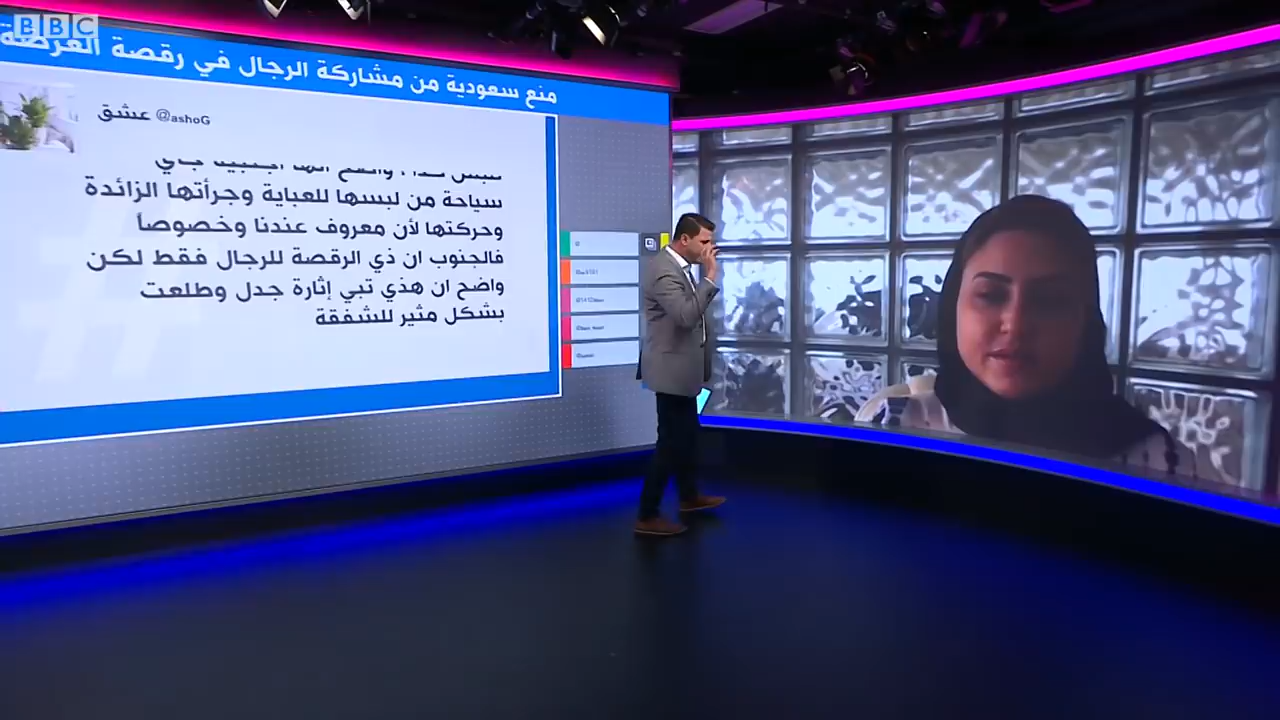 BBC
منع سعودية من مشاركة الرجال في رقصة العرضة
عشق @ashoG
سياحة من لبسها للعباية وجرأتها الزائدة
وحركتها لأن معروف عندنا وخصوصاً
فالجنوب ان ذي الرقصة للرجال فقط لكن
واضح ان هذي تبي إثارة جدل وطلعت
بشكل مثير للشفقة